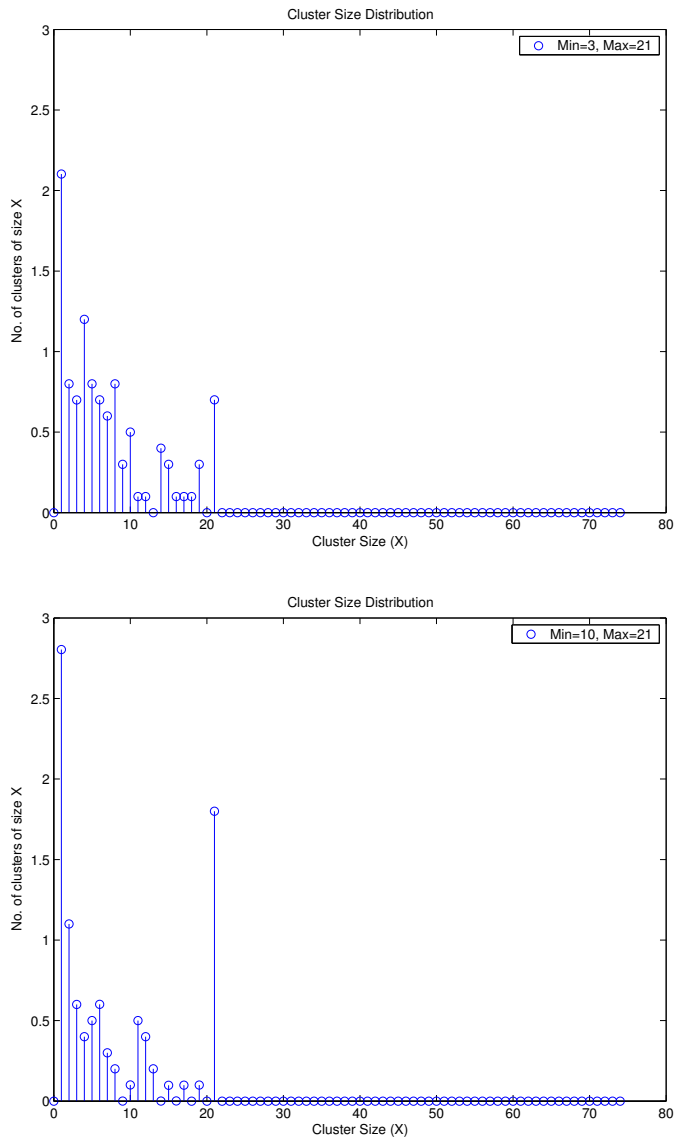 Cluster Size Distribution
3
Min=3, Max=21
2.5
2
No. of clusters of size X
1.5
1
0.5
0
0 10 20 30 40 50 60 70 80
Cluster Size (X)
Cluster Size Distribution
3
Min=10, Max=21
2.5
2
No. of clusters of size X
1.5
1
0.5
0
0 10 20 30 40 50 60 70 80
Cluster Size (X)